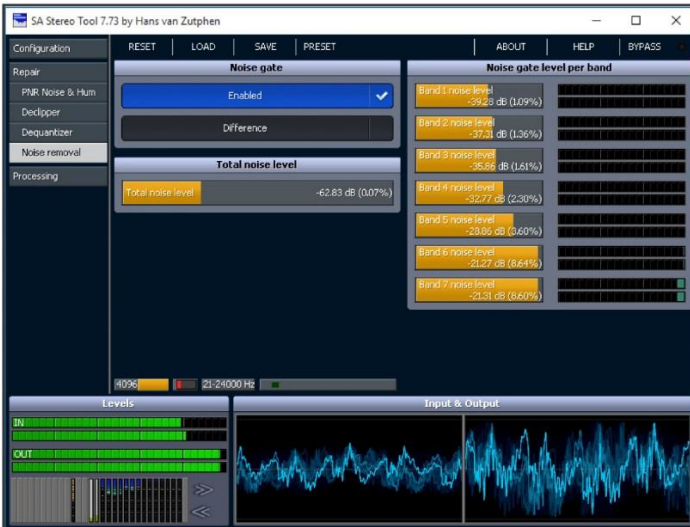 SA Stereo Tool 7.73 by Hans van Zutphen
Configuration
RESET LOAD SAVE PRESET ABOUT HELP BYPASS
Repair
PNR Noise & Hum
Declipper
Dequantizer
Noise removal
Processing
Noise gate
Enabled
Difference
Total noise level
Total noise level -62.83 dB (0.07%)
Noise gate level per band
Band 1 noise level
-39.28 dB (1.09%)
Band 2 noise level
-37.31 dB (1.36%)
Band 3 noise level
-35.86 dB (1.61%)
Band 4 noise level
-32.77 dB (2.30%)
Band 5 noise level
-28.86 dB (3.60%)
Band 6 noise level
-21.27 dB (8.64%)
Band 7 noise level
-21.31 dB (8.60%)
4096 21-24000 Hz
Levels
IN
OUT
Input & Output